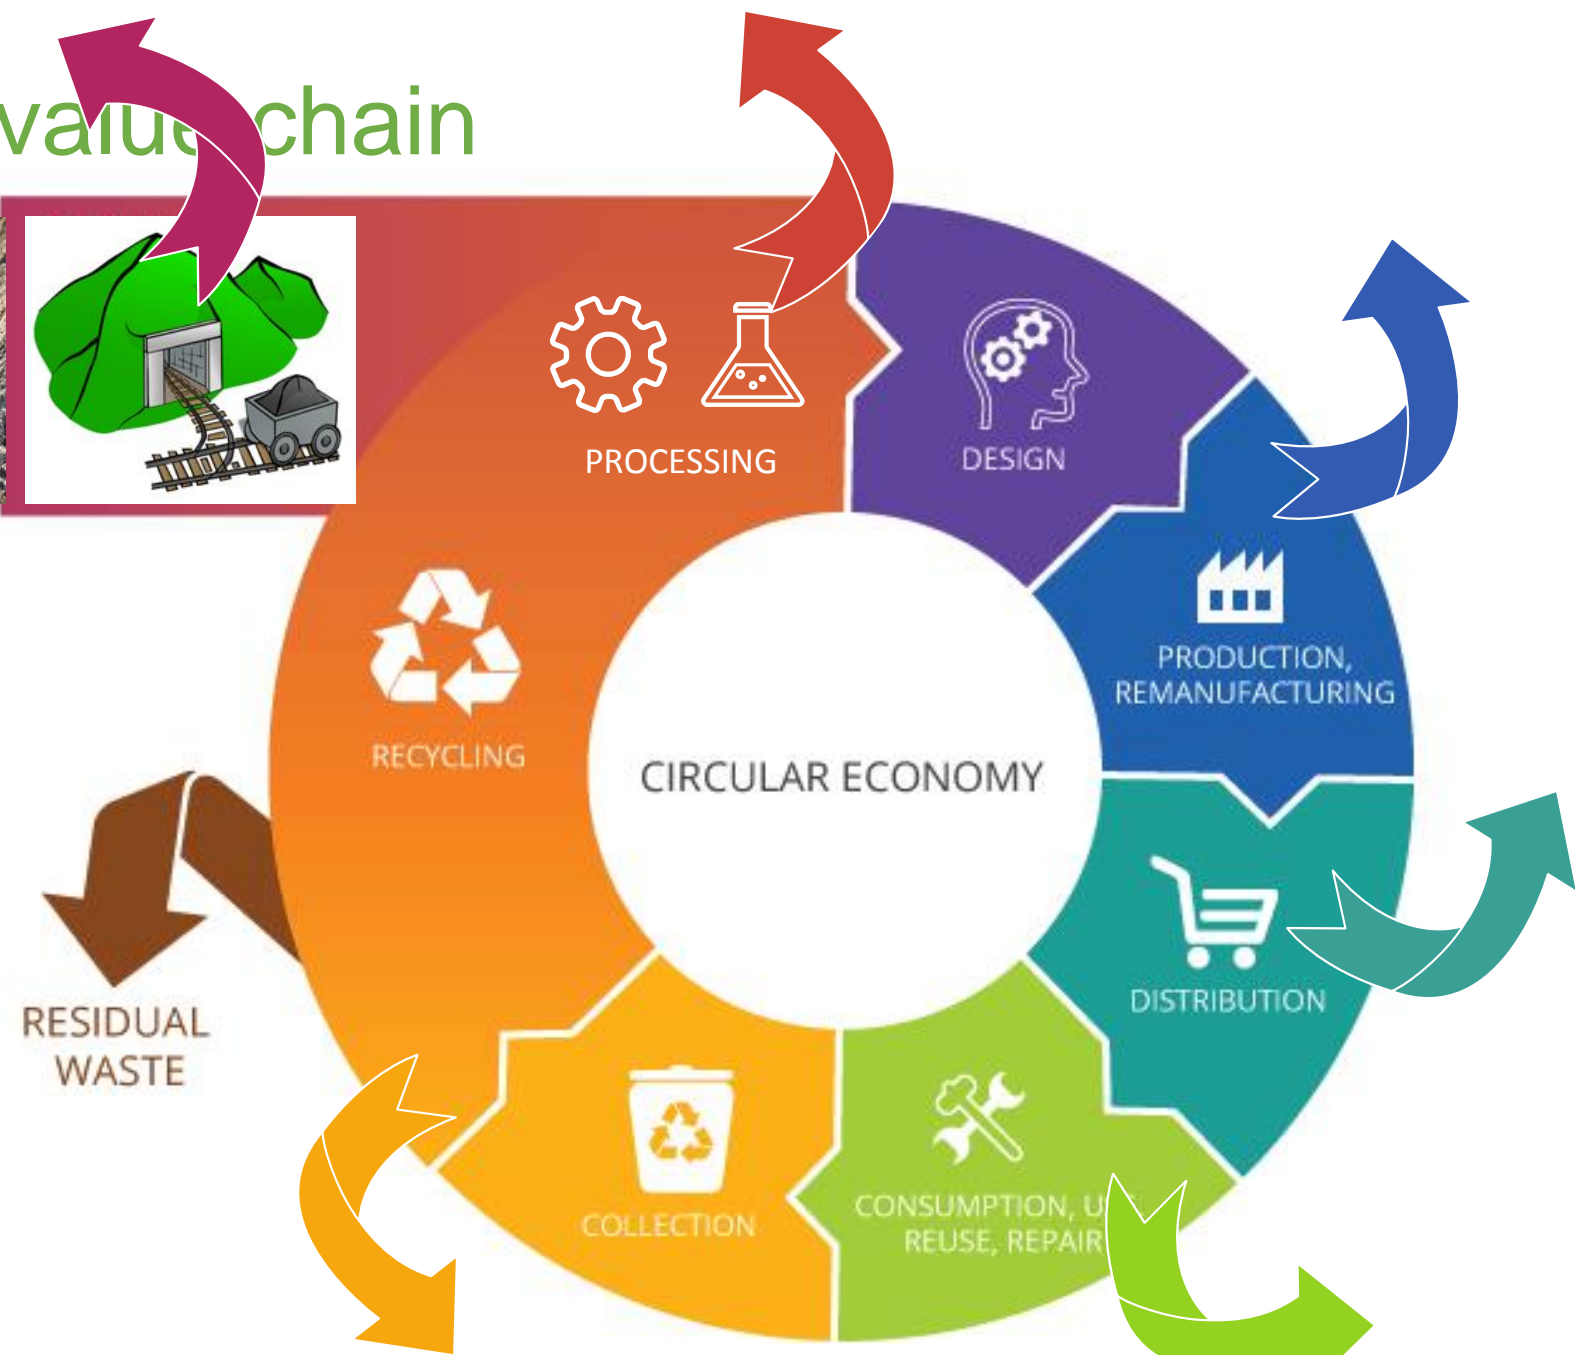 value chain
PROCESSING
DESIGN
PRODUCTION,
REMANUFACTURING
RECYCLING
CIRCULAR ECONOMY
DISTRIBUTION
RESIDUAL
WASTE
CONSUMPTION,
REUSE, REPAIR
COLLECTION